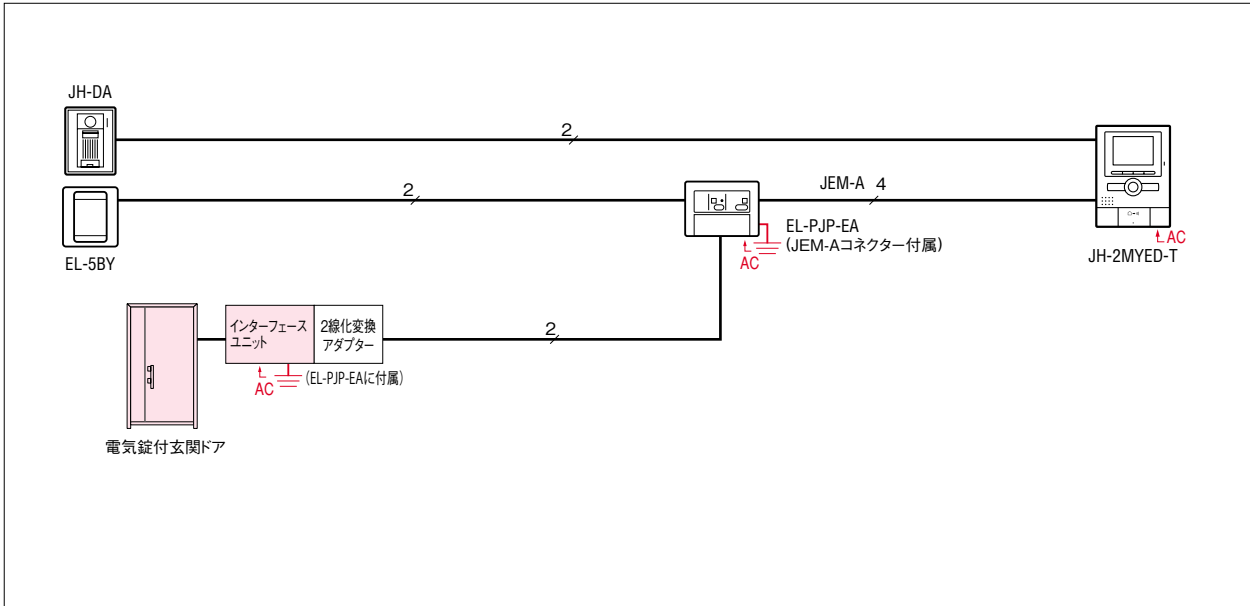 JH-DA
2
2
JEM-A 4
EL-5BY
EL-PJP-EA
(JEM-Aコネクター付属)
AC
AC
JH-2MYED-T
インターフェース
ユニット
2線化変換
アダプター
2
AC
(EL-PJP-EAに付属)
電気錠付玄関ドア